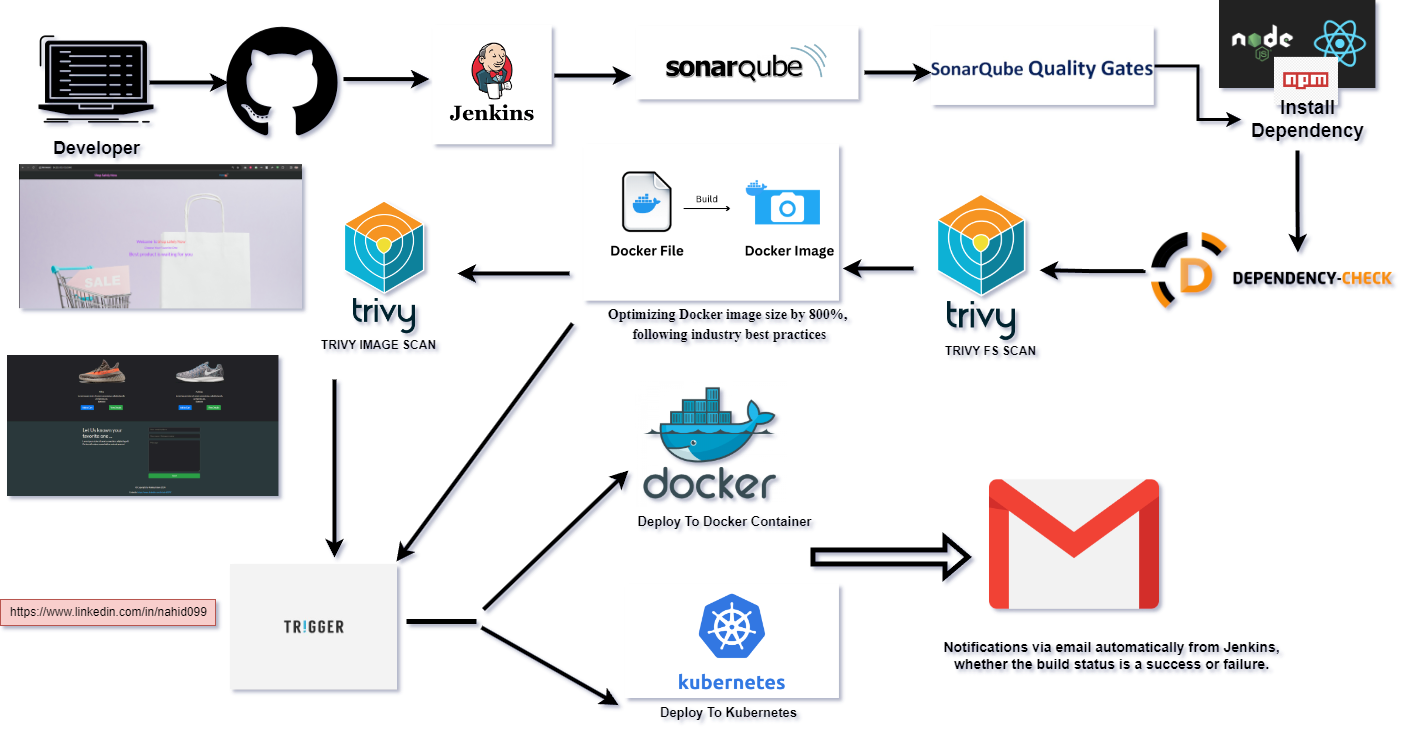 node
JS
npm
sonarqube
SonarQube Quality Gates
Jenkins
Install
Dependency
Developer
Build
Docker File
Docker Image
DEPENDENCY-CHECK
D
SALE
trivy
TRIVY IMAGE SCAN
Optimizing Docker image size by 800%,
following industry best practices
trivy
TRIVY FS SCAN
Let Us known your
favorite one...
docker
Deploy To Docker Container
https://www.linkedin.com/in/nahid099
TR!GGER
kubernetes
Deploy To Kubernetes
Notifications via email automatically from Jenkins,
whether the build status is a success or failure.